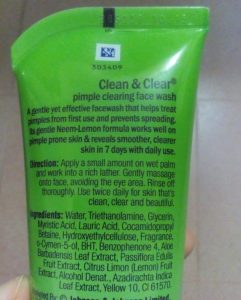 303409
Clean & Clear®
pimple clearing face wash
A gentle yet effective facewash that helps treat
pimples from first use and prevents spreading.
Its gentle Neem-Lemon formula works well on
pimple prone skin & reveals smoother, clearer
skin in 7 days with daily use.
Direction: Apply a small amount on wet palm
and work into a rich lather. Gently massage
onto face, avoiding the eye area. Rinse off
thoroughly. Use twice daily for skin that's
clean, clear and beautiful.
Ingredients: Water, Triethanolamine, Glycerin,
Myristic Acid, Lauric Acid, Cocamidopropyl
Betaine, Hydroxyethylcellulose, Fragrance,
o-Cymen-5-ol, BHT, Benzophenone 4, Aloe
Barbadensis Leaf Extract, Passiflora Edulis
Fruit Extract, Citrus Limon (Lemon) Fruit
Extract, Alcohol Denat., Azadirachta Indica
Leaf Extract, Yellow 10, CI 61570.
By: Johnson & Johnson Limited